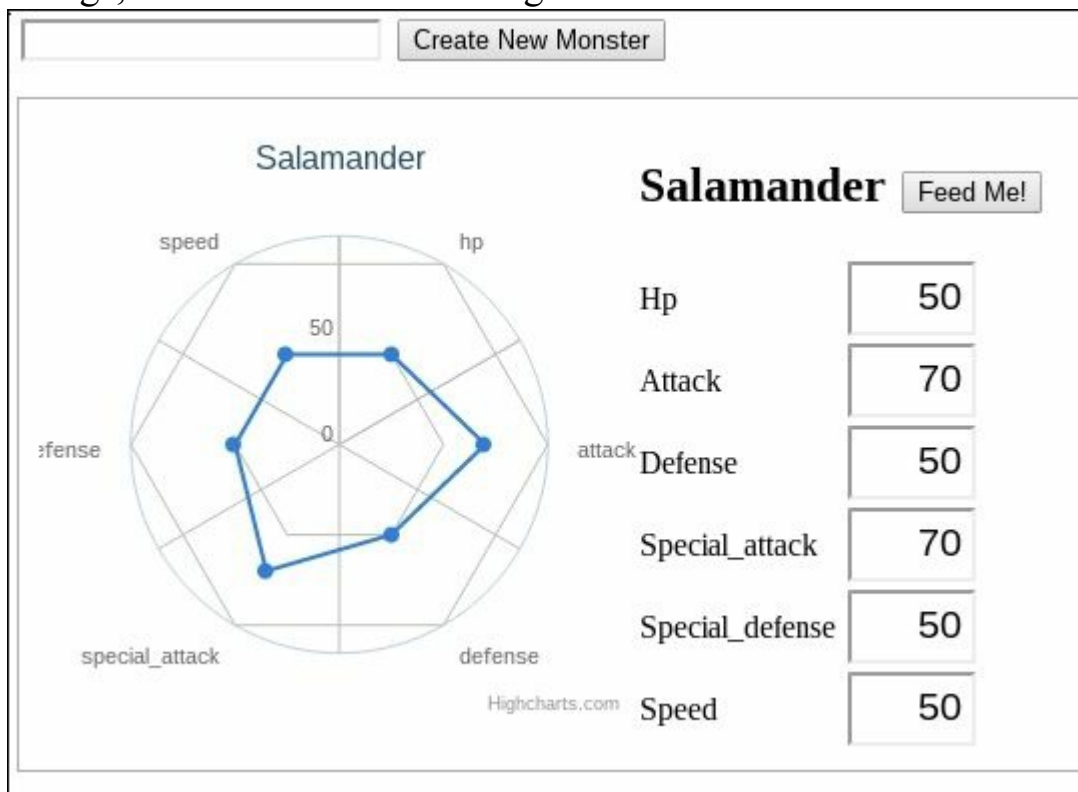 Create New Monster
Salamander
speed
hp
50
0
efense
attack
special_attack
defense
Highcharts.com
Salamander Feed Me!
Hp 50
Attack 70
Defense 50
Special_attack 70
Special_defense 50
Speed 50